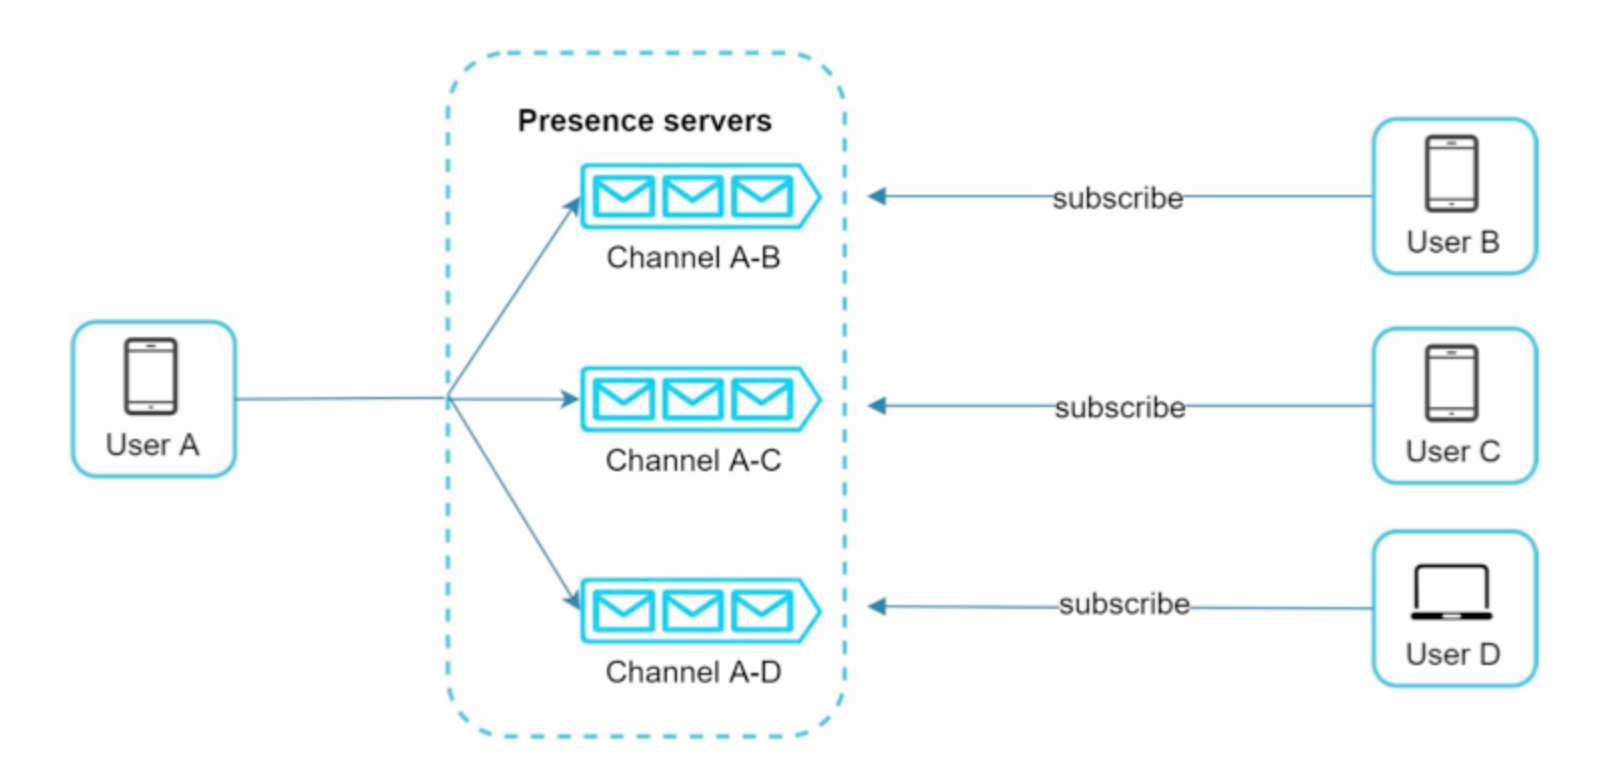 Presence servers
Channel A-B
subscribe
User B
User A
Channel A-C
subscribe
User C
Channel A-D
subscribe
User D